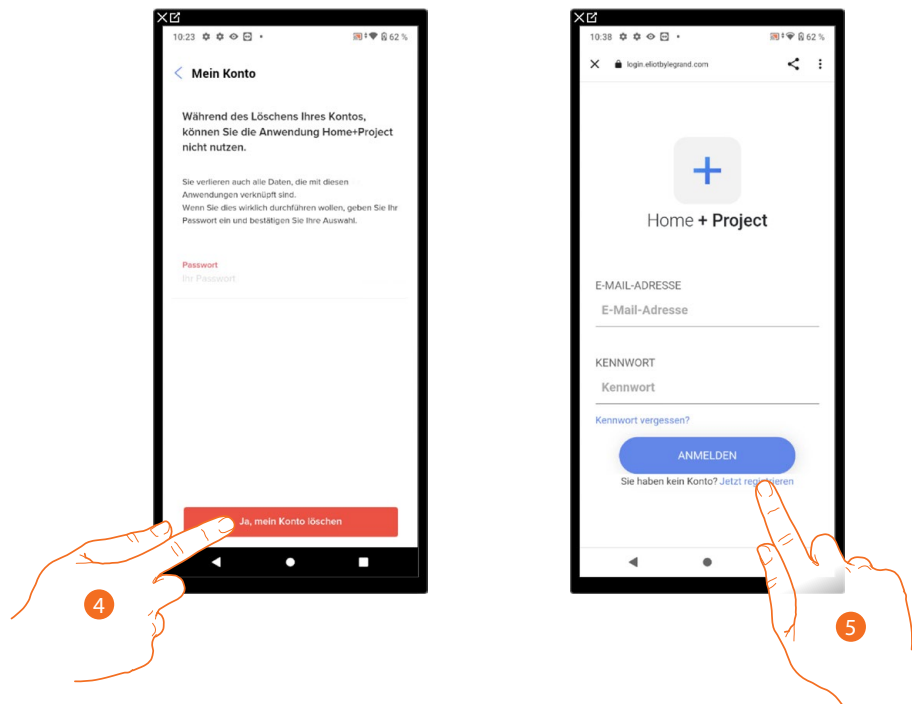 10:23
62 %
Mein Konto
Während des Löschens Ihres Kontos,
können Sie die Anwendung Home+Project
nicht nutzen.
Sie verlieren auch alle Daten, die mit diesen
Anwendungen verknüpft sind.
Wenn Sie dies wirklich durchführen wollen, geben Sie Ihr
Passwort ein und bestätigen Sie Ihre Auswahl.
Passwort
Ihr Passwort
Ja, mein Konto löschen
4
10:38
62 %
login.eliotbylegrand.com
Home + Project
E-MAIL-ADRESSE
E-Mail-Adresse
KENNWORT
Kennwort
Kennwort vergessen?
ANMELDEN
Sie haben kein Konto? Jetzt registrieren
5